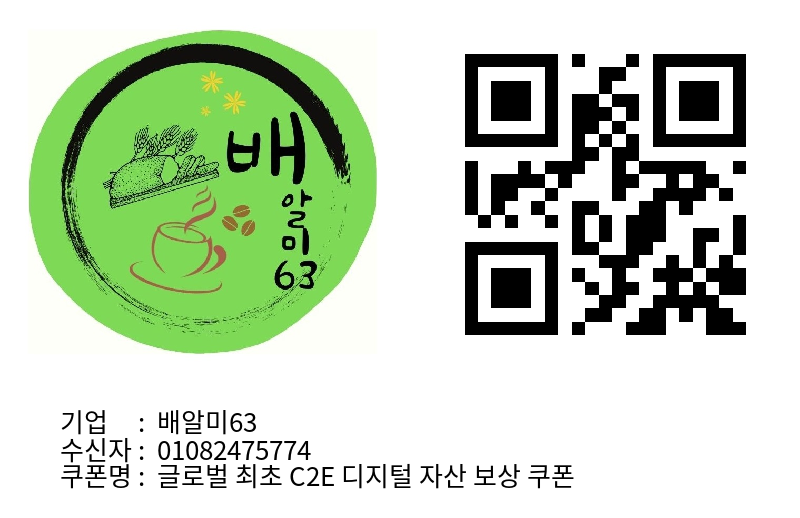 배
알
미
63
기업 : 배알미63
수신자 : 01082475774
쿠폰명 : 글로벌 최초 C2E 디지털 자산 보상 쿠폰